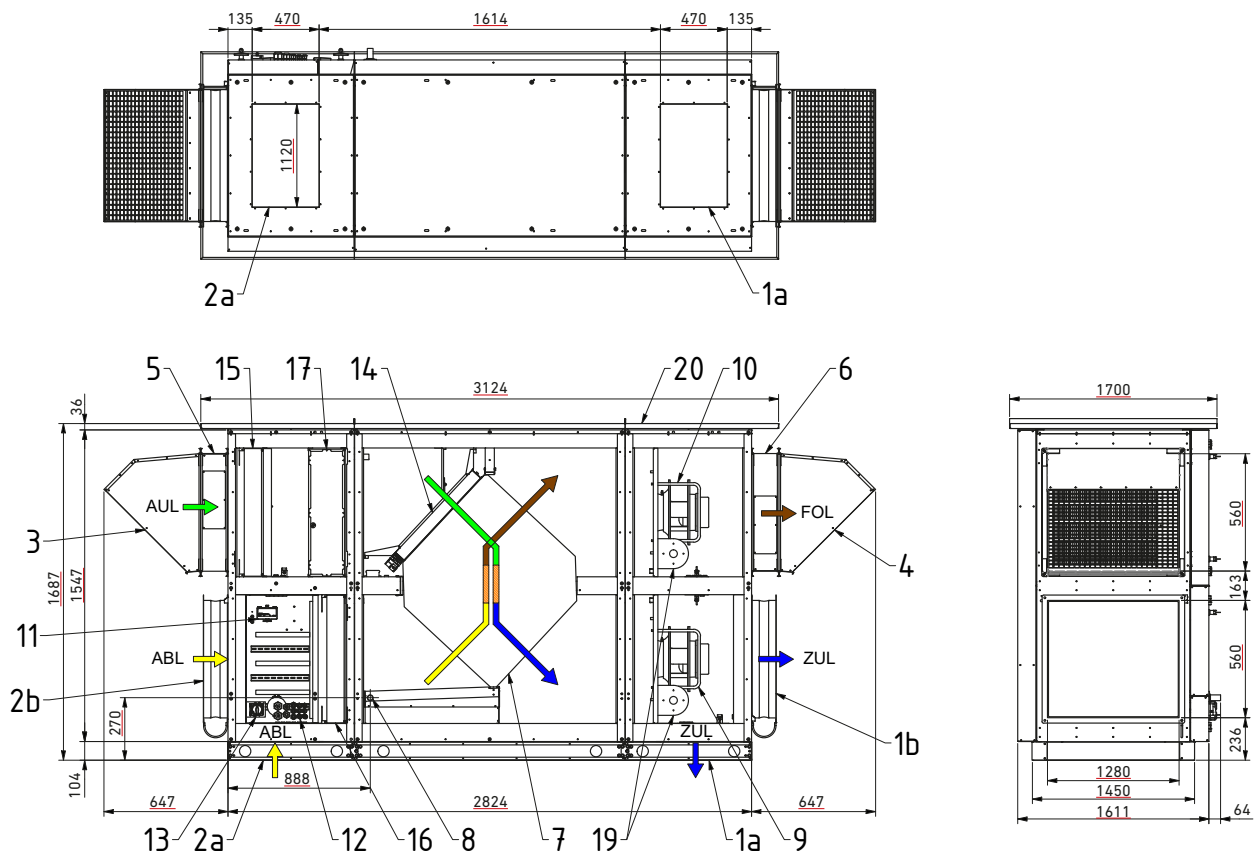 135 470 1614 470 135
1120
2a 1a
5 15 17 14 20 10 6
3124 1700
36
AUL FOL
3 4
560
1687 1547
163
11
ABL ZUL
560
2b
270
ABL ZUL
1b
236
104 888
1280
647 2824 647
1450
1611 64
13 2a 12 16 8 7 19 1a 9